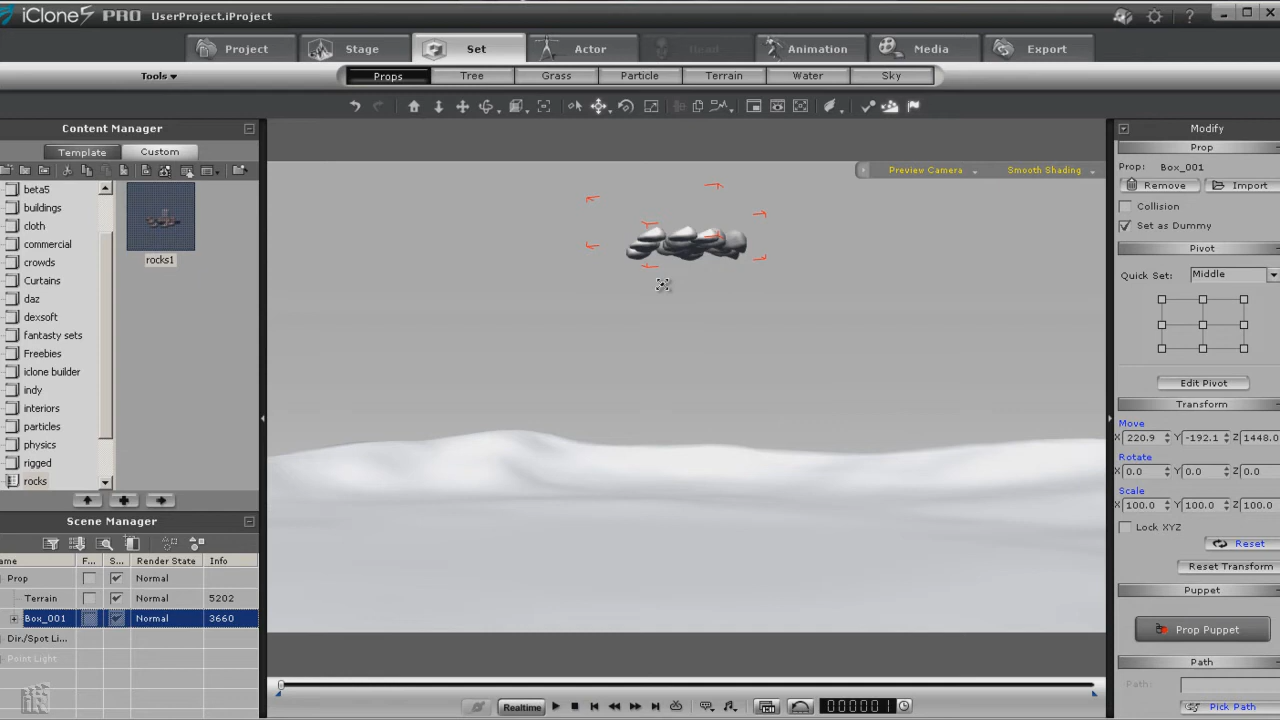 iClone5 PRO UserProject.iProject
Project Stage Set Actor Head Animation Media Export
Tools Props Tree Grass Particle Terrain Water Sky
Content Manager
Template Custom
beta5
buildings
cloth
commercial
crowds
Curtains
daz
dexsoft
fantasty sets
Freebies
iclone builder
indy
interiors
particles
physics
rigged
rocks
rocks1
Scene Manager
ame F... S... Render State Info
Prop Normal
Terrain Normal 5202
Box_001 Normal 3660
Dir./Spot Li... Normal
Point Light Normal
Preview Camera Smooth Shading
Realtime 0000001
Modify
Prop
Prop: Box_001
Remove Import
Collision
Set as Dummy
Pivot
Quick Set: Middle
Edit Pivot
Transform
Move
X 220.9 Y -192.1 Z 1448.0
Rotate
X 0.0 Y 0.0 Z 0.0
Scale
X 100.0 Y 100.0 Z 100.0
Lock XYZ
Reset
Reset Transform
Puppet
Prop Puppet
Path
Path:
Pick Path